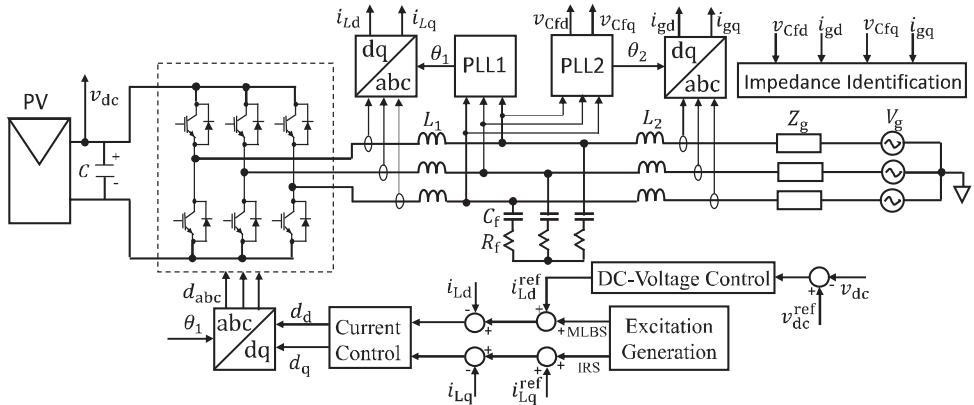 i_Ld i_Lq
v_Cfd v_Cfq
i_gd i_gq
v_Cfd i_gd v_Cfq i_gq
dq
abc
θ_1
PLL1
PLL2
θ_2
dq
abc
Impedance Identification
PV
v_dc
C
+
-
L_1
L_2
Z_g
V_g
C_f
R_f
d_abc
θ_1
abc
dq
d_d
d_q
Current
Control
i_Ld
-
+
i_Ld^ref
+
+
MLBS
DC-Voltage Control
-
+
v_dc
v_dc^ref
Excitation
Generation
IRS
+
-
i_Lq
+
+
i_Lq^ref